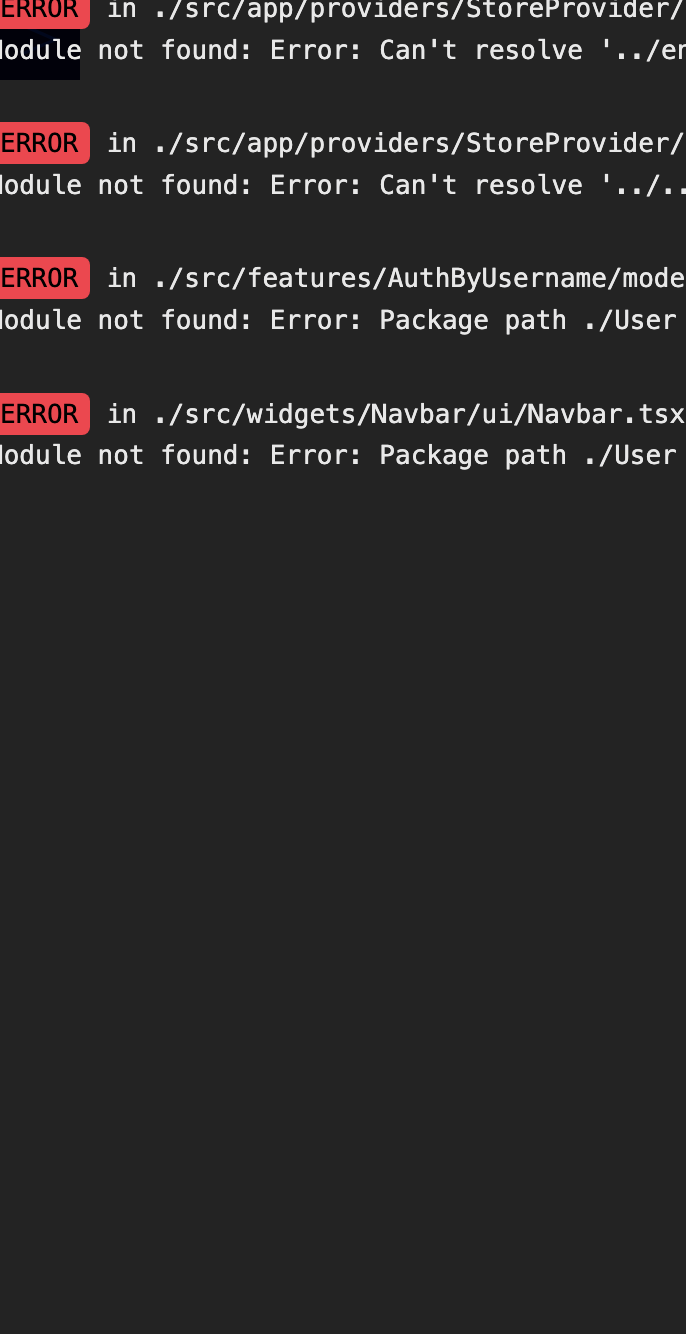 ERROR in ./src/app/providers/StoreProvider/
Module not found: Error: Can't resolve '../en
ERROR in ./src/app/providers/StoreProvider/
Module not found: Error: Can't resolve '../..
ERROR in ./src/features/AuthByUsername/mode
Module not found: Error: Package path ./User
ERROR in ./src/widgets/Navbar/ui/Navbar.tsx
Module not found: Error: Package path ./User